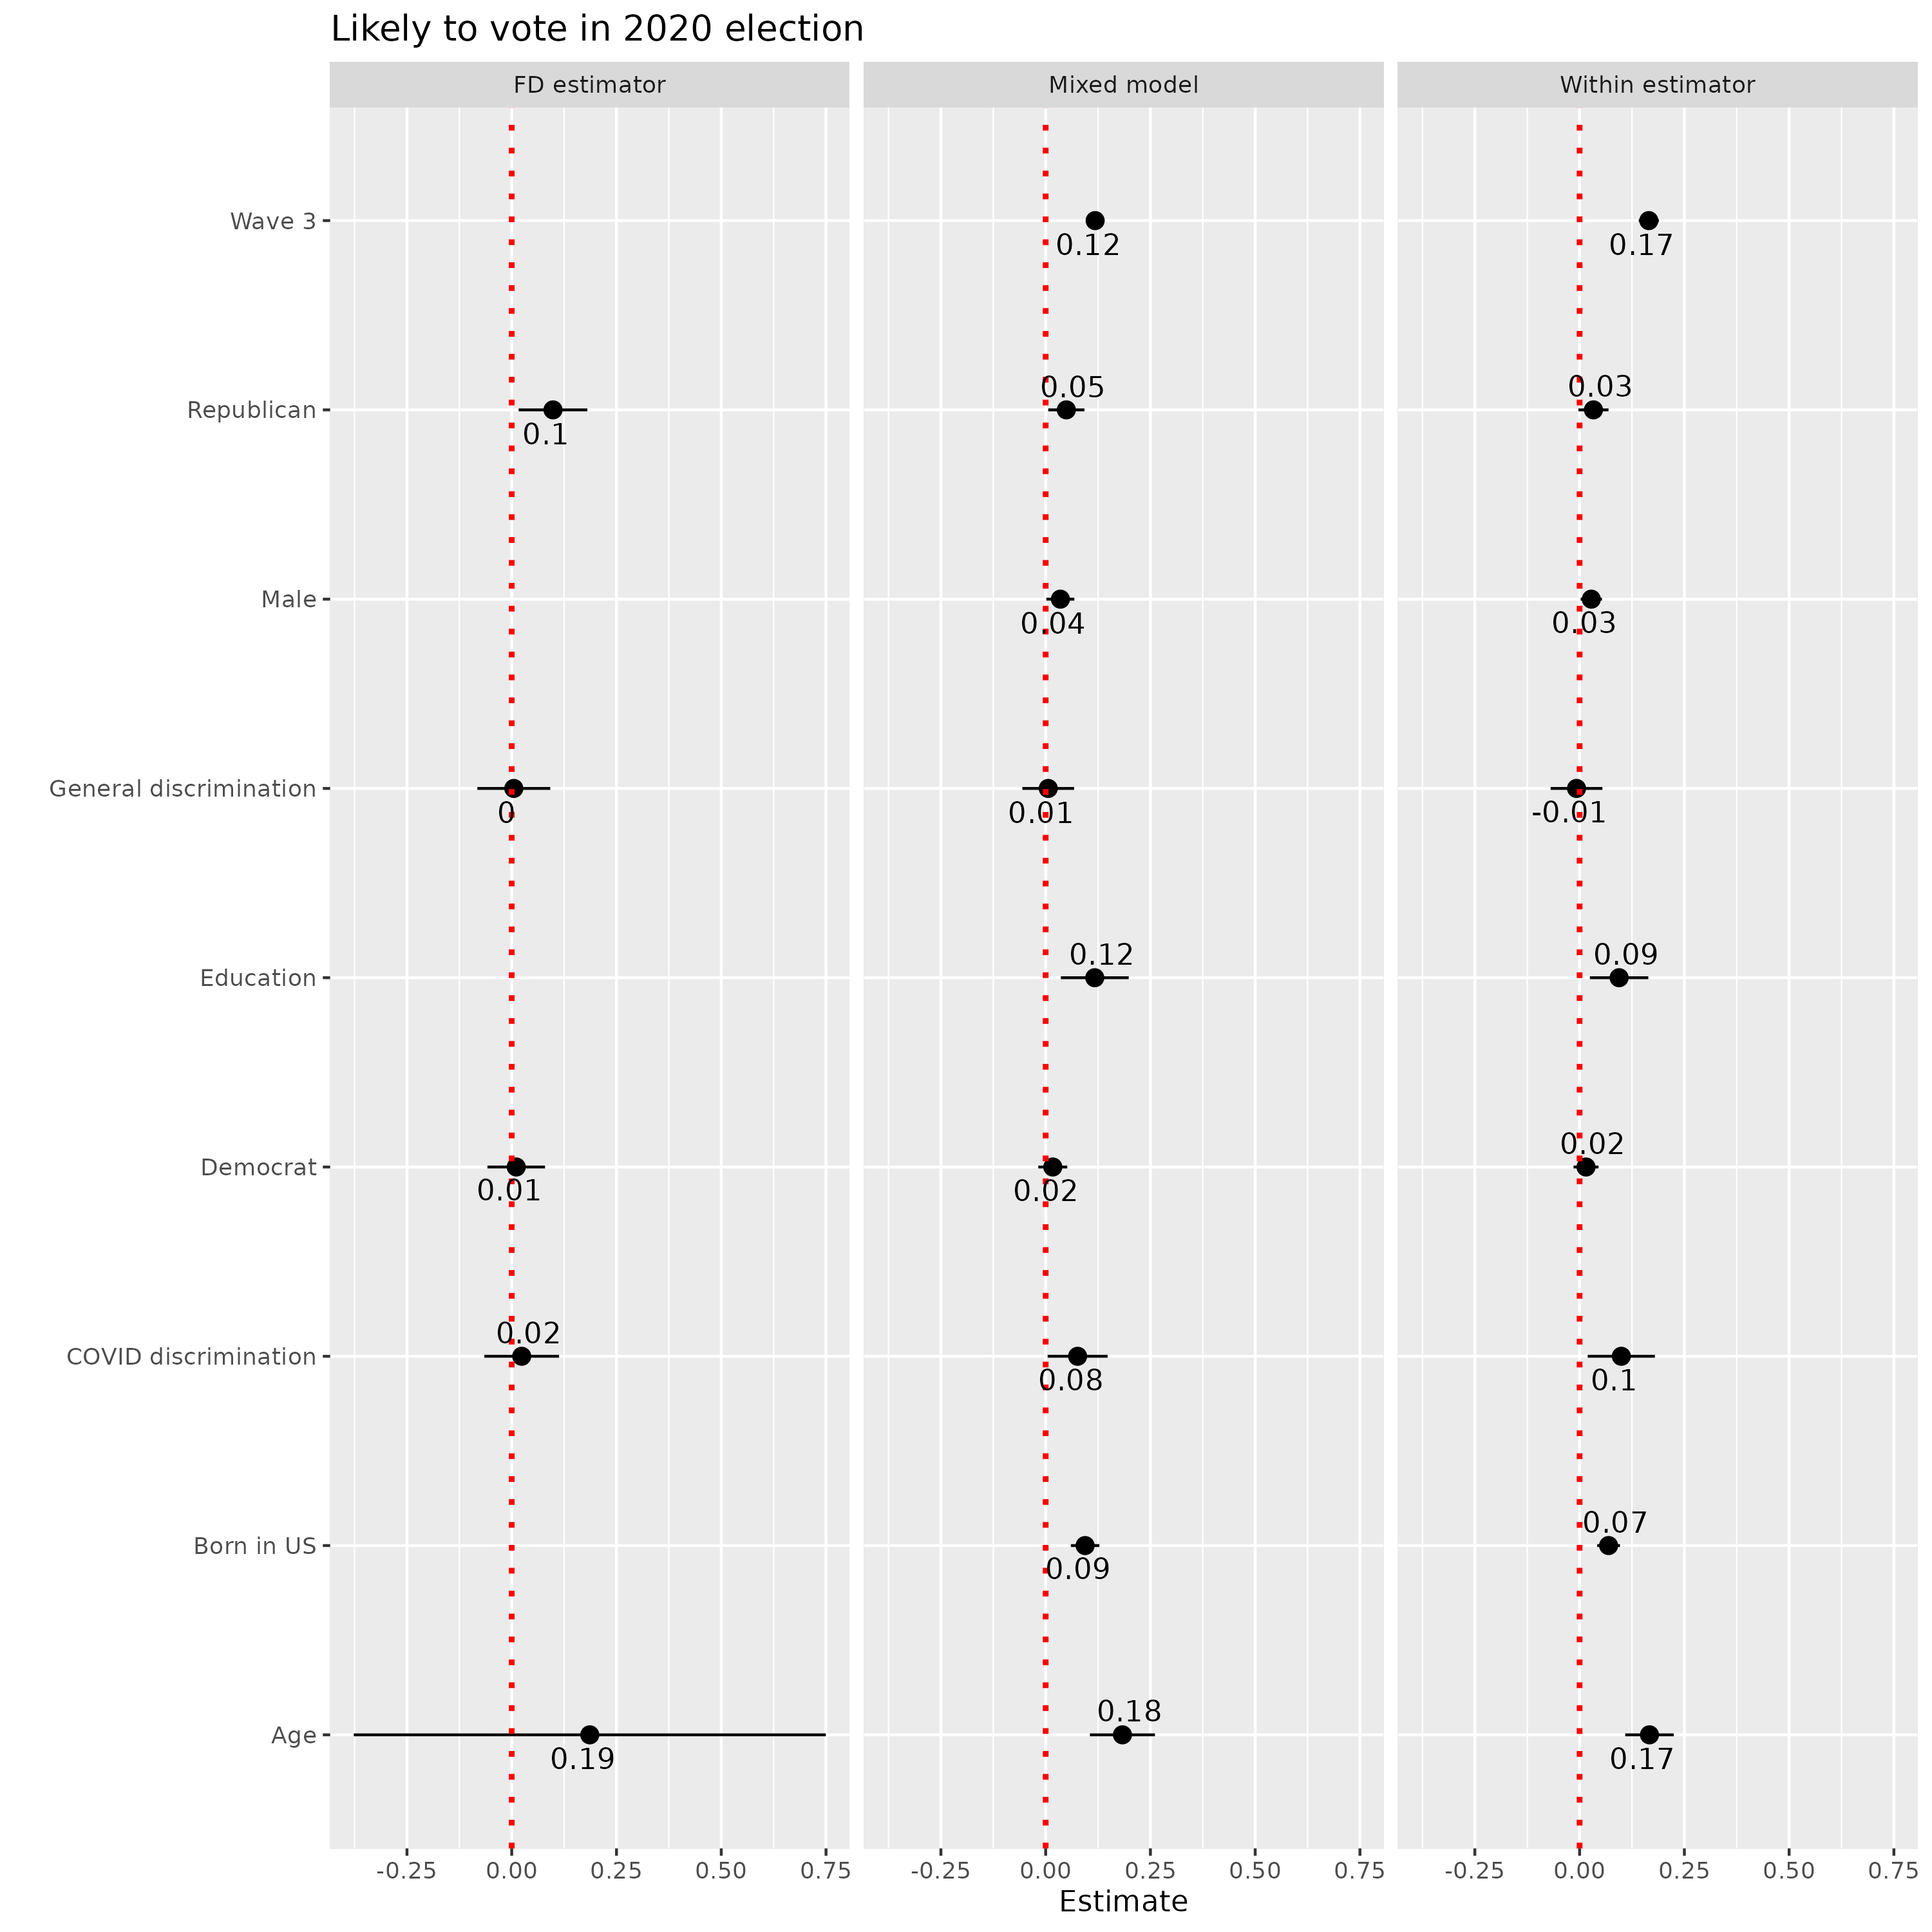 Likely to vote in 2020 election
FD estimator Mixed model Within estimator
Wave 3 0.12 0.17
Republican 0.1 0.05 0.03
Male 0.04 0.03
General discrimination 0 0.01 -0.01
Education 0.12 0.09
Democrat 0.01 0.02 0.02
COVID discrimination 0.02 0.08 0.1
Born in US 0.09 0.07
Age 0.19 0.18 0.17
-0.25 0.00 0.25 0.50 0.75 -0.25 0.00 0.25 0.50 0.75 -0.25 0.00 0.25 0.50 0.75
Estimate